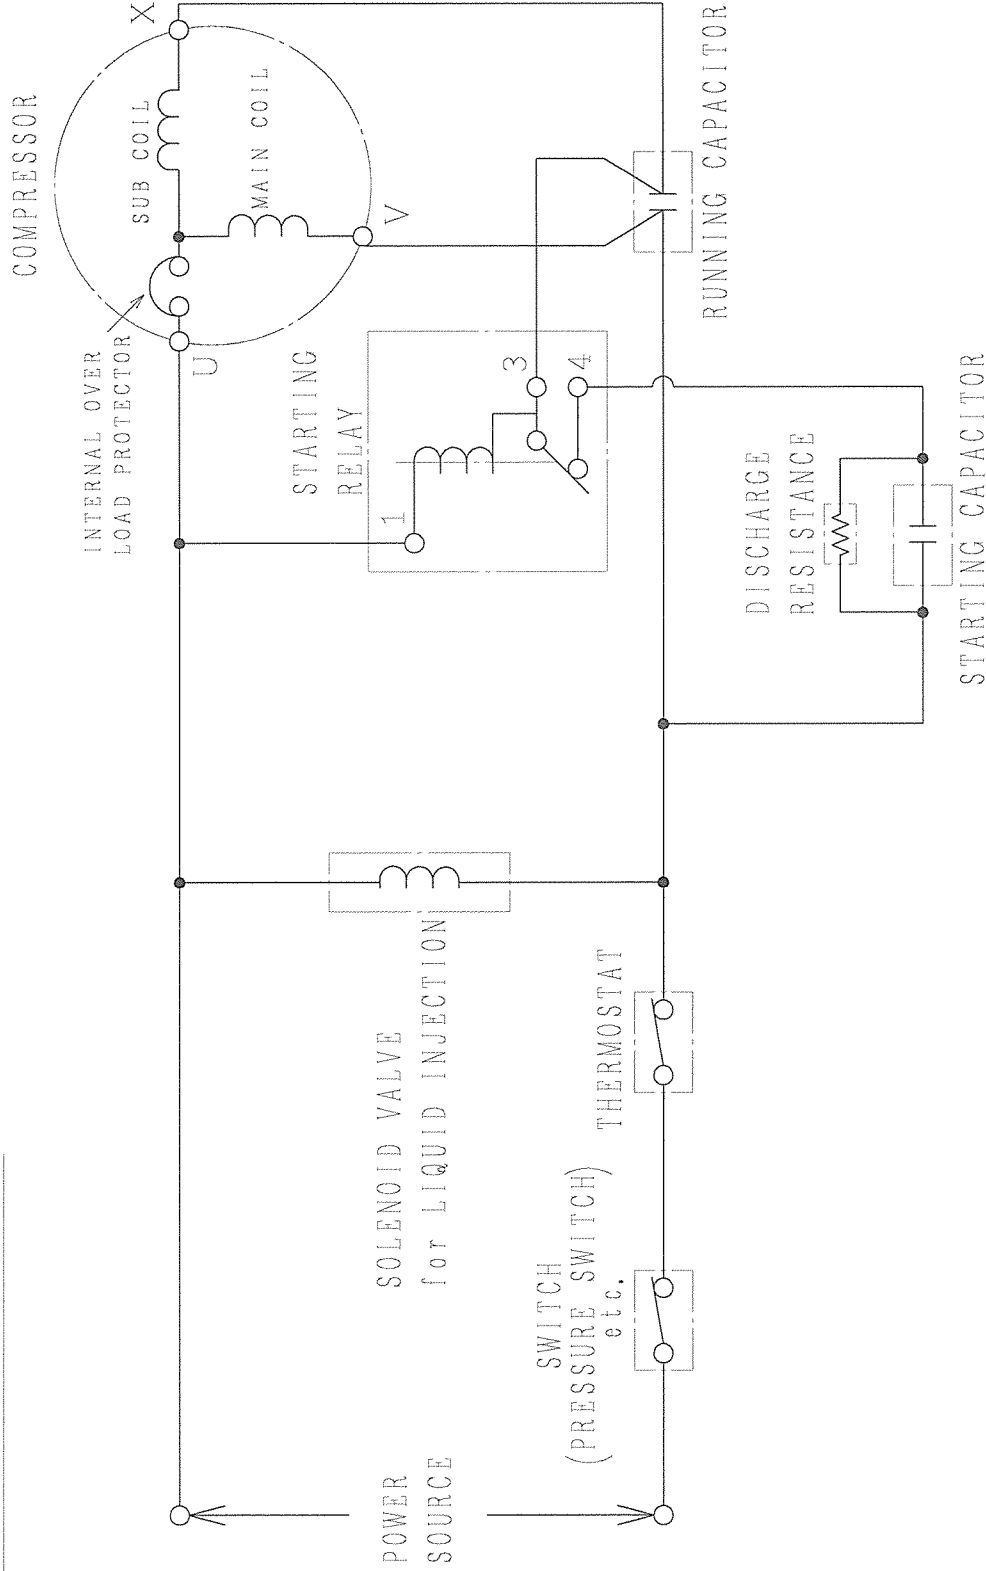 COMPRESSOR
X
SUB COIL
MAIN COIL
V
U
INTERNAL OVER
LOAD PROTECTOR
STARTING
RELAY
1
3
4
RUNNING CAPACITOR
DISCHARGE
RESISTANCE
STARTING CAPACITOR
SOLENOID VALVE
for LIQUID INJECTION
THERMOSTAT
SWITCH
(PRESSURE SWITCH)
etc.
POWER
SOURCE